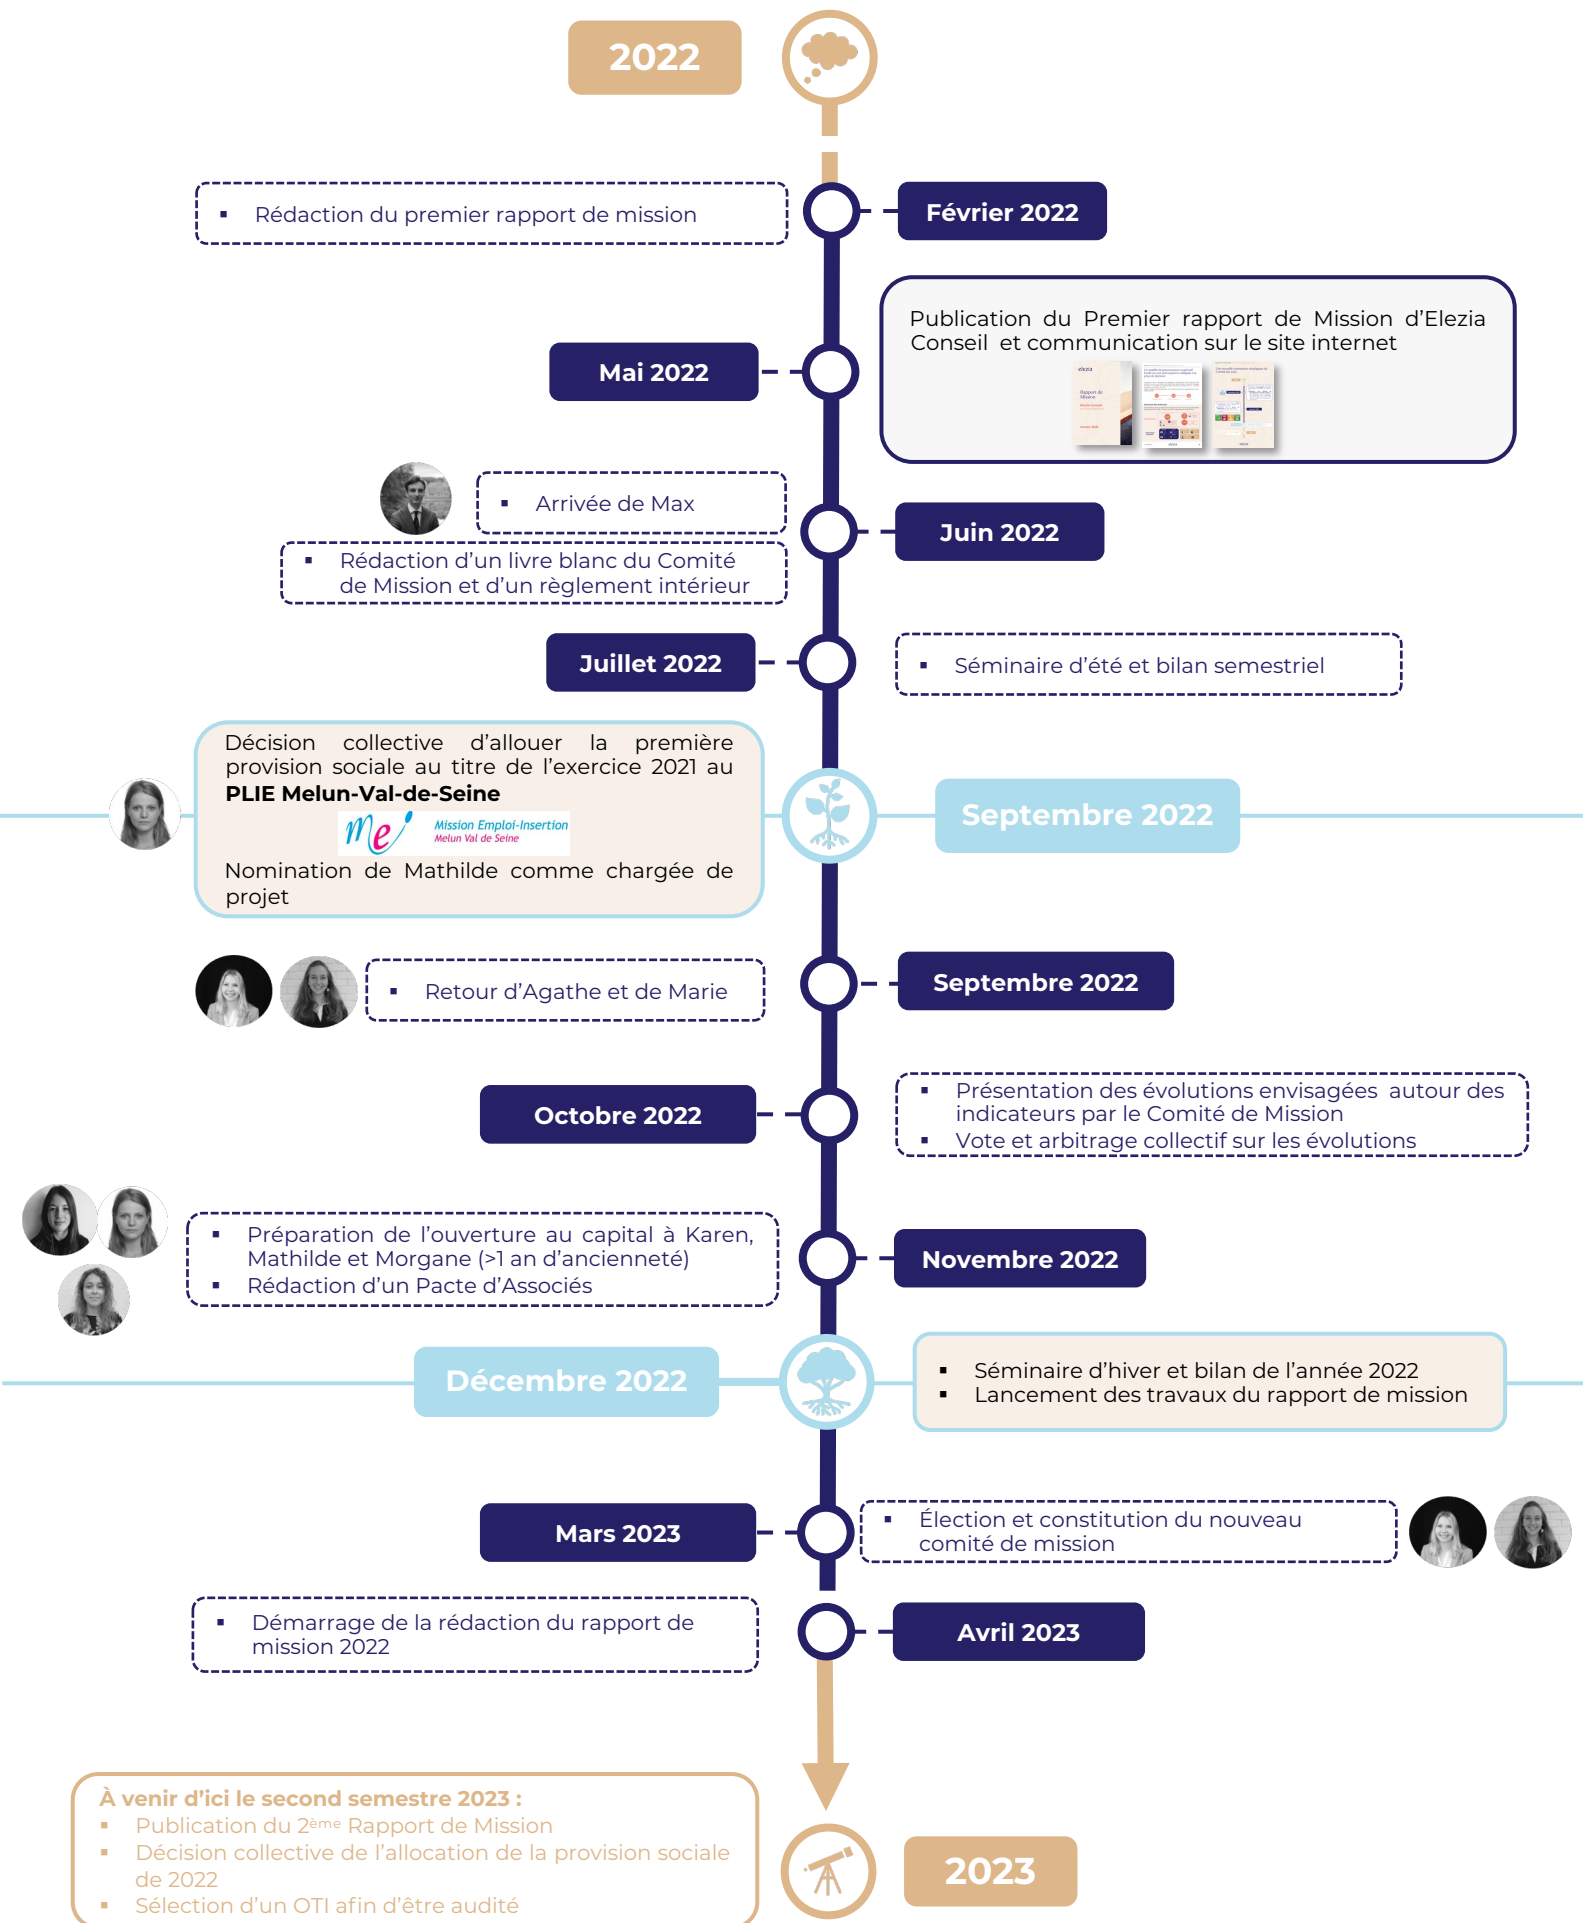 2022
Rédaction du premier rapport de mission
Février 2022
Publication du Premier rapport de Mission d’Elezia
Conseil et communication sur le site internet
elezia
Rapport de
Mission
Mai 2022
Arrivée de Max
Juin 2022
Rédaction d’un livre blanc du Comité
de Mission et d’un règlement intérieur
Juillet 2022
Séminaire d’été et bilan semestriel
Décision collective d’allouer la première
provision sociale au titre de l’exercice 2021 au
PLIE Melun-Val-de-Seine
me
Mission Emploi-Insertion
Melun Val de Seine
Nomination de Mathilde comme chargée de
projet
Septembre 2022
Retour d’Agathe et de Marie
Septembre 2022
Octobre 2022
Présentation des évolutions envisagées autour des
indicateurs par le Comité de Mission
Vote et arbitrage collectif sur les évolutions
Préparation de l’ouverture au capital à Karen,
Mathilde et Morgane (>1 an d’ancienneté)
Rédaction d’un Pacte d’Associés
Novembre 2022
Décembre 2022
Séminaire d’hiver et bilan de l’année 2022
Lancement des travaux du rapport de mission
Mars 2023
Élection et constitution du nouveau
comité de mission
Démarrage de la rédaction du rapport de
mission 2022
Avril 2023
À venir d’ici le second semestre 2023 :
Publication du 2ème Rapport de Mission
Décision collective de l’allocation de la provision sociale
de 2022
Sélection d’un OTI afin d’être audité
2023